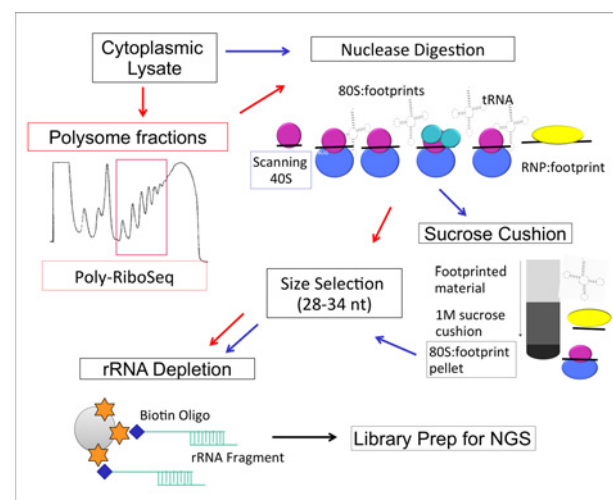 Cytoplasmic
Lysate
Nuclease Digestion
80S:footprints
tRNA
Polysome fractions
Scanning
40S
RNP:footprint
Sucrose Cushion
Poly-RiboSeq
Size Selection
(28-34 nt)
Footprinted
material
1M sucrose
cushion
80S:footprint
pellet
rRNA Depletion
Biotin Oligo
rRNA Fragment
Library Prep for NGS